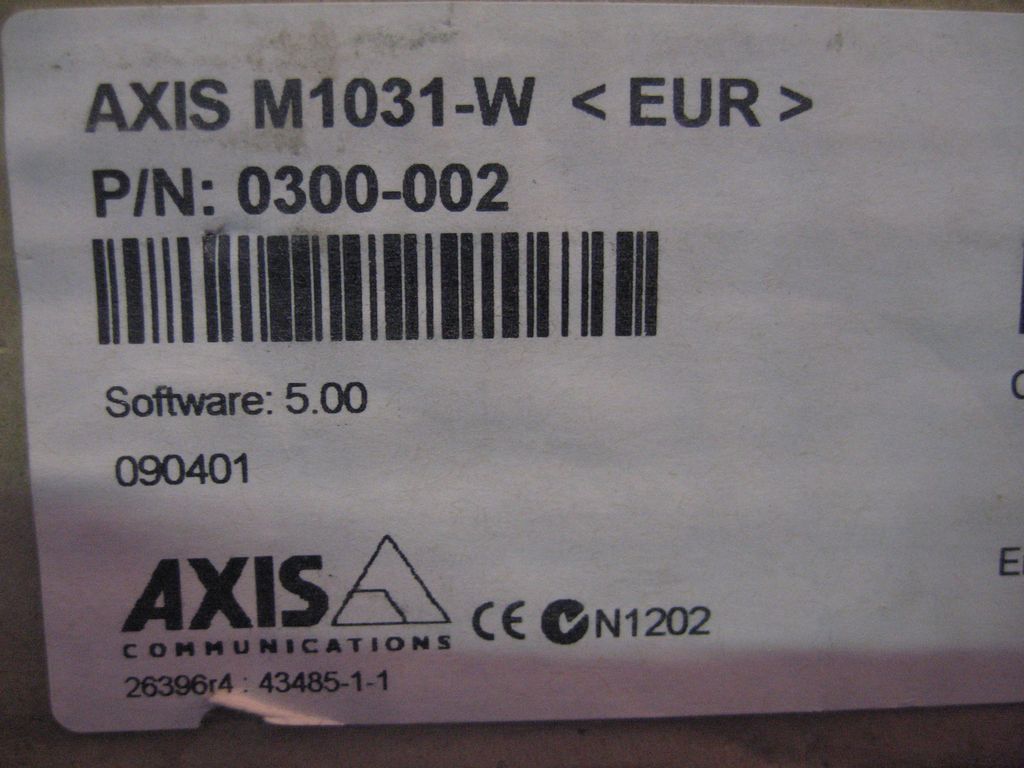 AXIS M1031-W < EUR >
P/N: 0300-002
Software: 5.00
090401
AXIS
COMMUNICATIONS
CE N1202
26396r4 : 43485-1-1